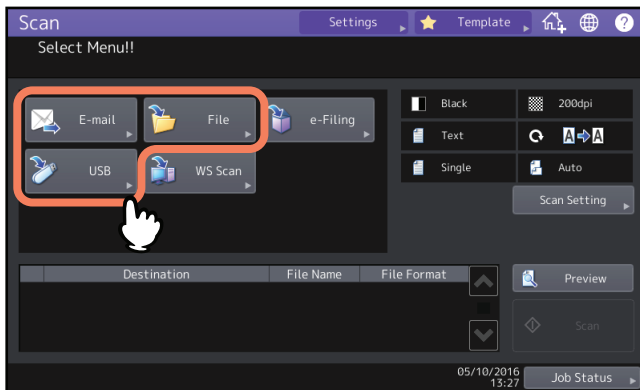 Scan
Settings
Template
?
Select Menu!!
E-mail
File
e-Filing
USB
WS Scan
Black
200dpi
Text
A A
Single
Auto
Scan Setting
Destination
File Name
File Format
Preview
Scan
05/10/2016
13:27
Job Status